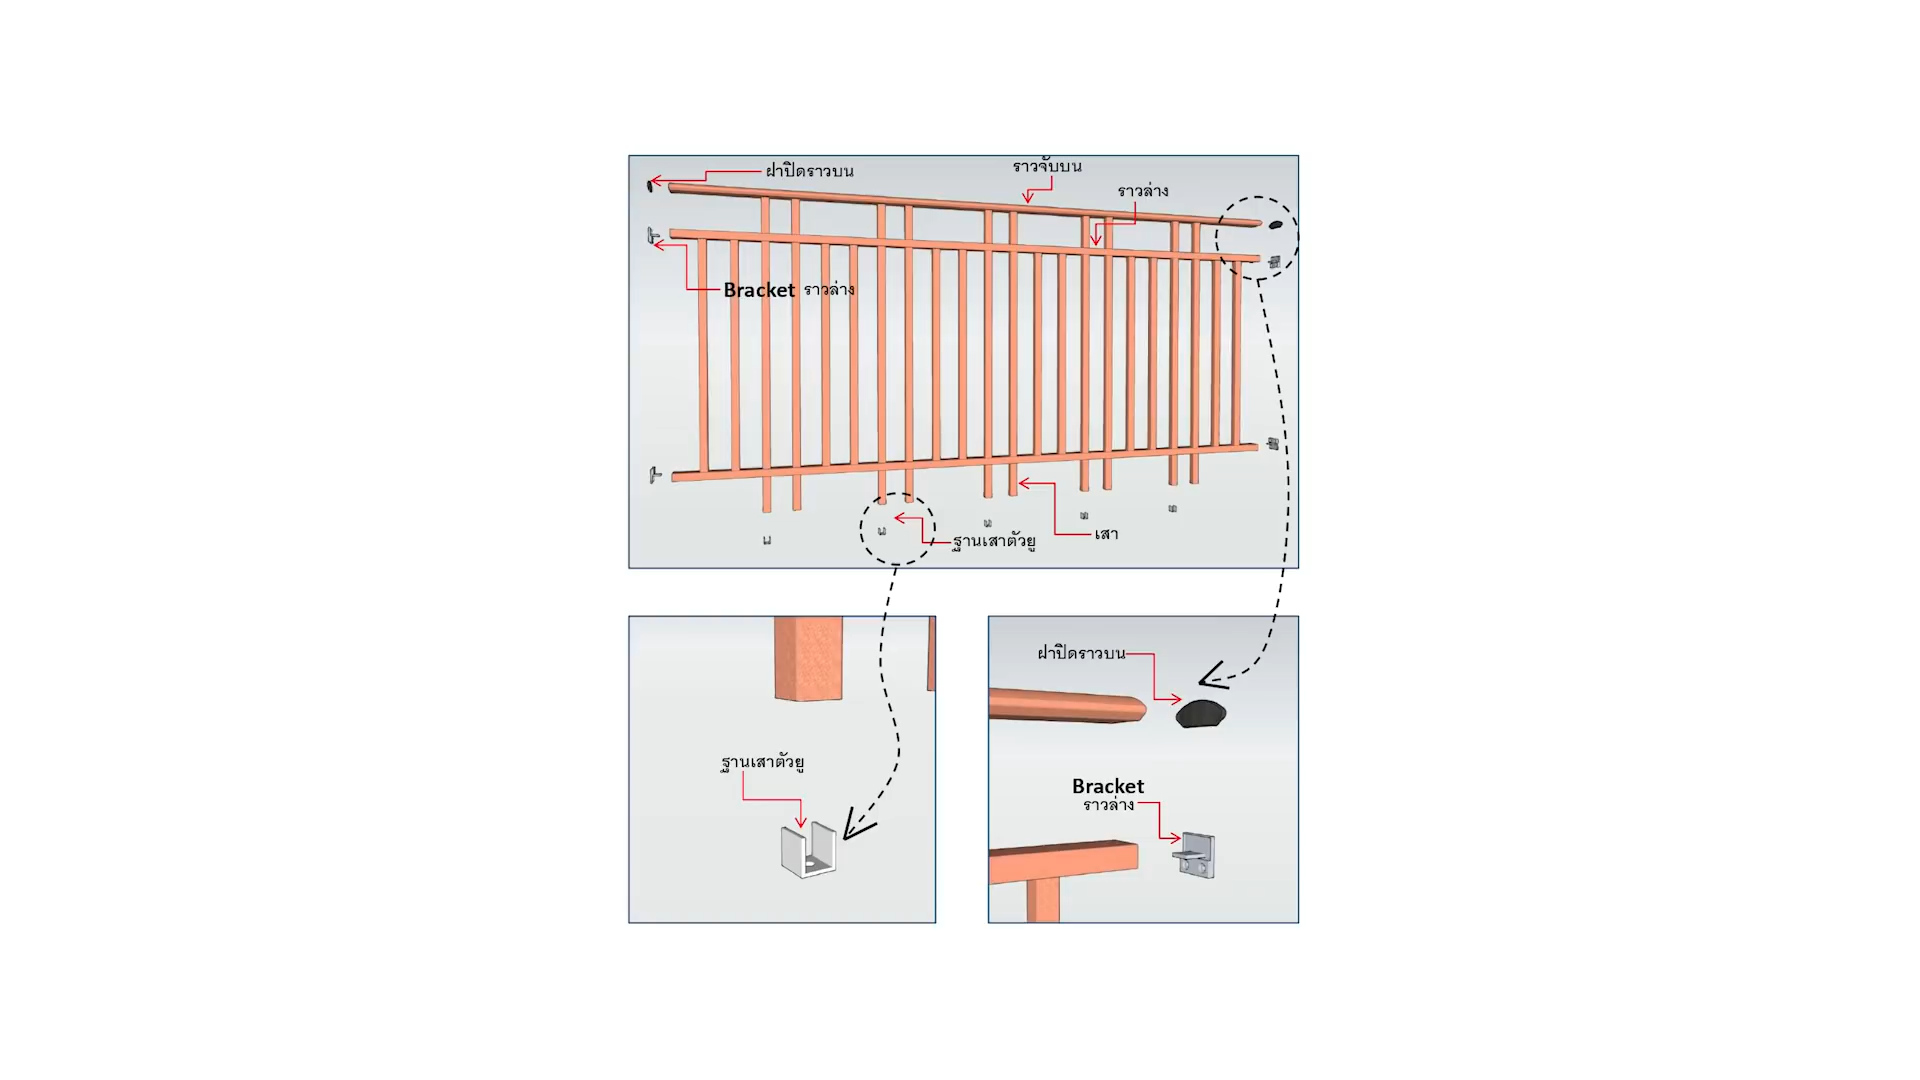 ราวจับบน
ฝาปิดราวบน
ราวล่าง
Bracket ราวล่าง
เสา
ฐานเสาตัวยู
ฝาปิดราวบน
ฐานเสาตัวยู
Bracket
ราวล่าง